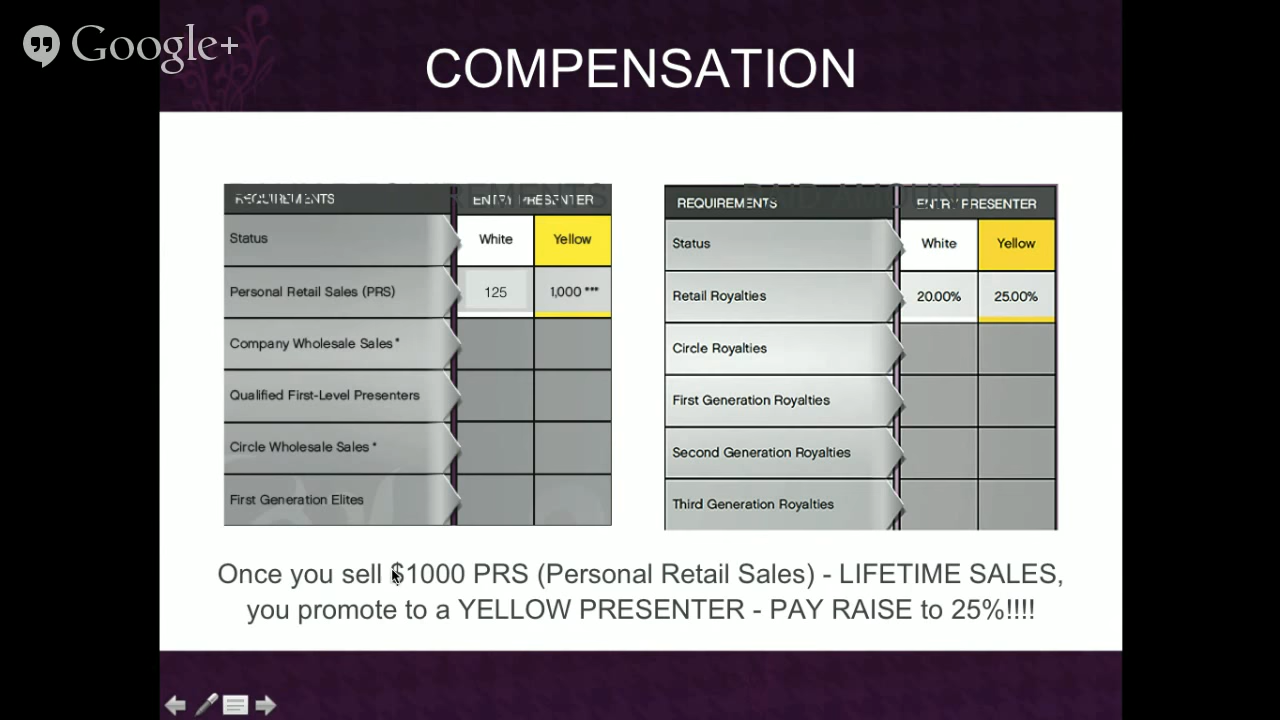 Google+
COMPENSATION
REQUIREMENTS
PAID AMOUNT
REQUIREMENTS ENTRY PRESENTER
Status White Yellow
Personal Retail Sales (PRS) 125 1,000 ***
Company Wholesale Sales*
Qualified First-Level Presenters
Circle Wholesale Sales *
First Generation Elites
REQUIREMENTS ENTRY PRESENTER
Status White Yellow
Retail Royalties 20.00% 25.00%
Circle Royalties
First Generation Royalties
Second Generation Royalties
Third Generation Royalties
Once you sell $1000 PRS (Personal Retail Sales) - LIFETIME SALES,
you promote to a YELLOW PRESENTER - PAY RAISE to 25%!!!!